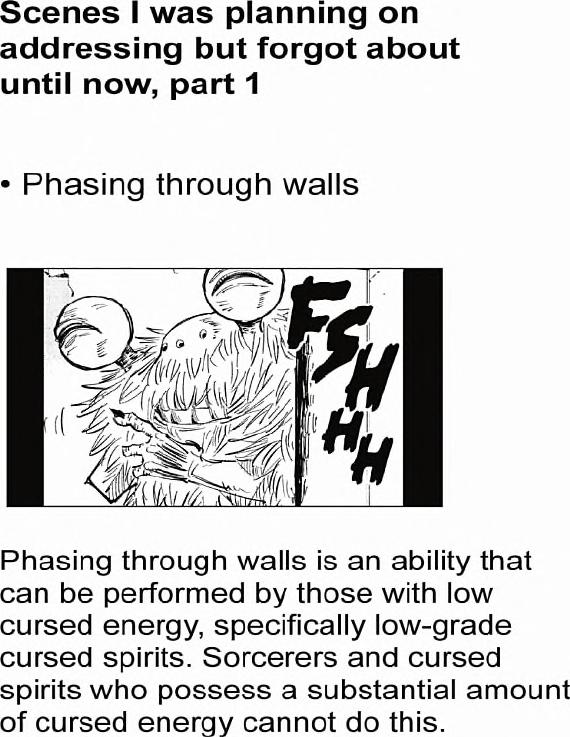 Scenes I was planning on
addressing but forgot about
until now, part 1
• Phasing through walls
FSHHH
Phasing through walls is an ability that
can be performed by those with low
cursed energy, specifically low-grade
cursed spirits. Sorcerers and cursed
spirits who possess a substantial amount
of cursed energy cannot do this.